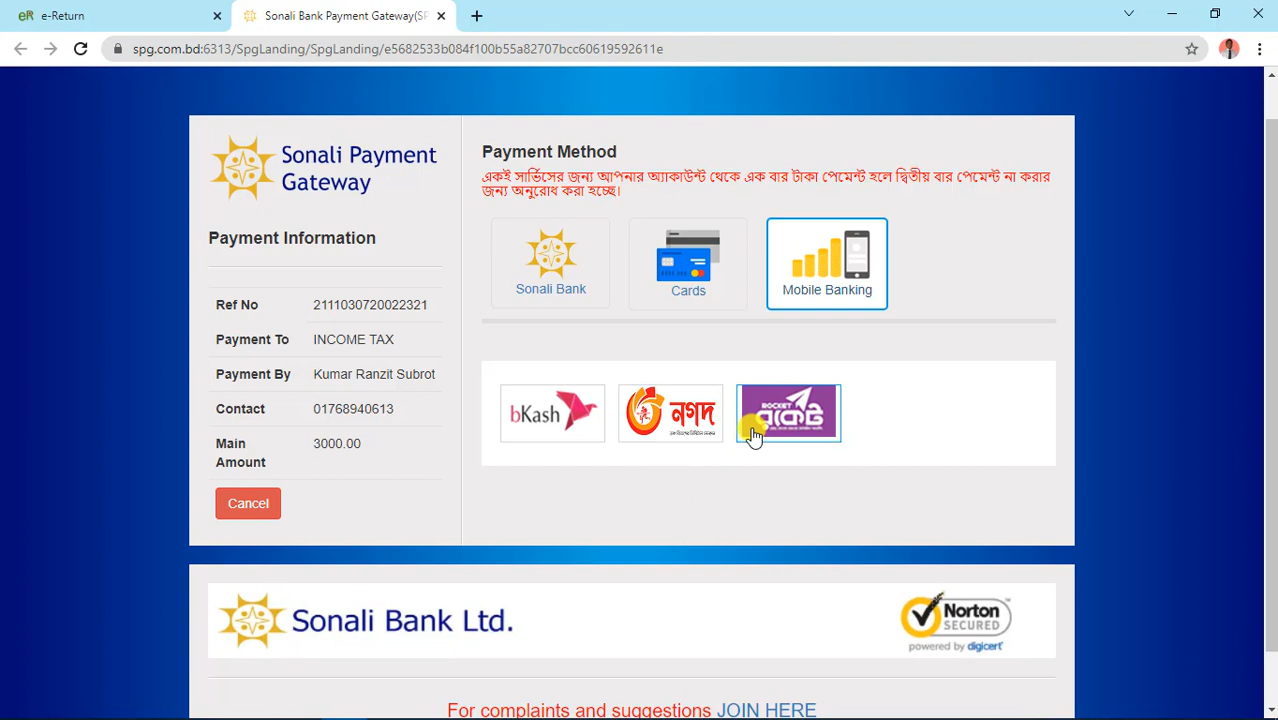 e-Return
Sonali Bank Payment Gateway(SP
spg.com.bd:6313/SpgLanding/SpgLanding/e5682533b084f100b55a82707bcc60619592611e
Sonali Payment
Gateway
Payment Information
Ref No 2111030720022321
Payment To INCOME TAX
Payment By Kumar Ranzit Subrot
Contact 01768940613
Main 3000.00
Amount
Cancel
Payment Method
একই সার্ভিসের জন্য আপনার অ্যাকাউন্ট থেকে এক বার টাকা পেমেন্ট হলে দ্বিতীয় বার পেমেন্ট না করার
জন্য অনুরোধ করা হচ্ছে।
Sonali Bank
Cards
Mobile Banking
bKash
নগদ
ROCKET
রকেট
Sonali Bank Ltd.
Norton
SECURED
powered by digicert
For complaints and suggestions JOIN HERE